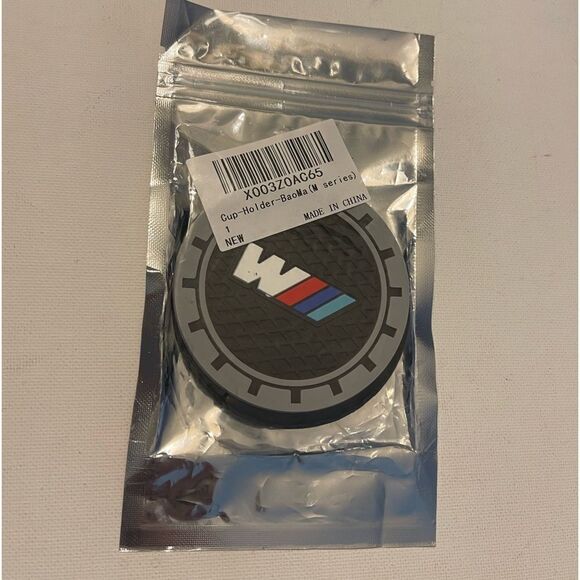 X003Z0AC65
Cup-Holder-BaoMa(M series)
1
NEW
MADE IN CHINA
M